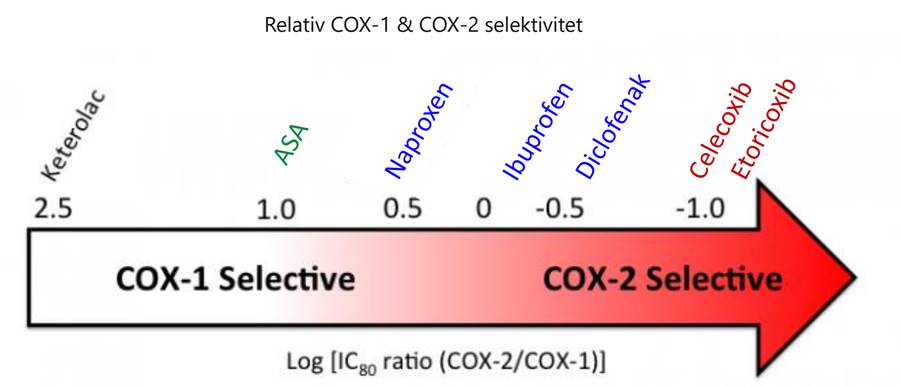 Relativ COX-1 & COX-2 selektivitet
Keterolac
ASA
Naproxen
Ibuprofen
Diclofenak
Celecoxib
Etoricoxib
2.5 1.0 0.5 0 -0.5 -1.0
COX-1 Selective COX-2 Selective
Log [IC80 ratio (COX-2/COX-1)]